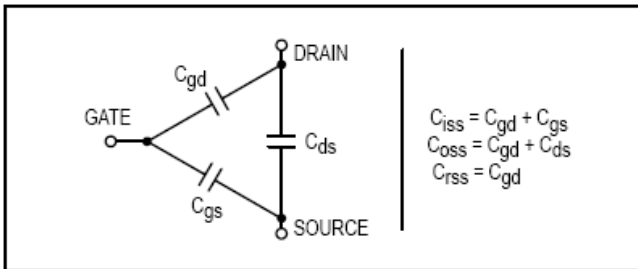 DRAIN
Cgd
GATE
Cds
Cgs
SOURCE
Ciss = Cgd + Cgs
Coss = Cgd + Cds
Crss = Cgd